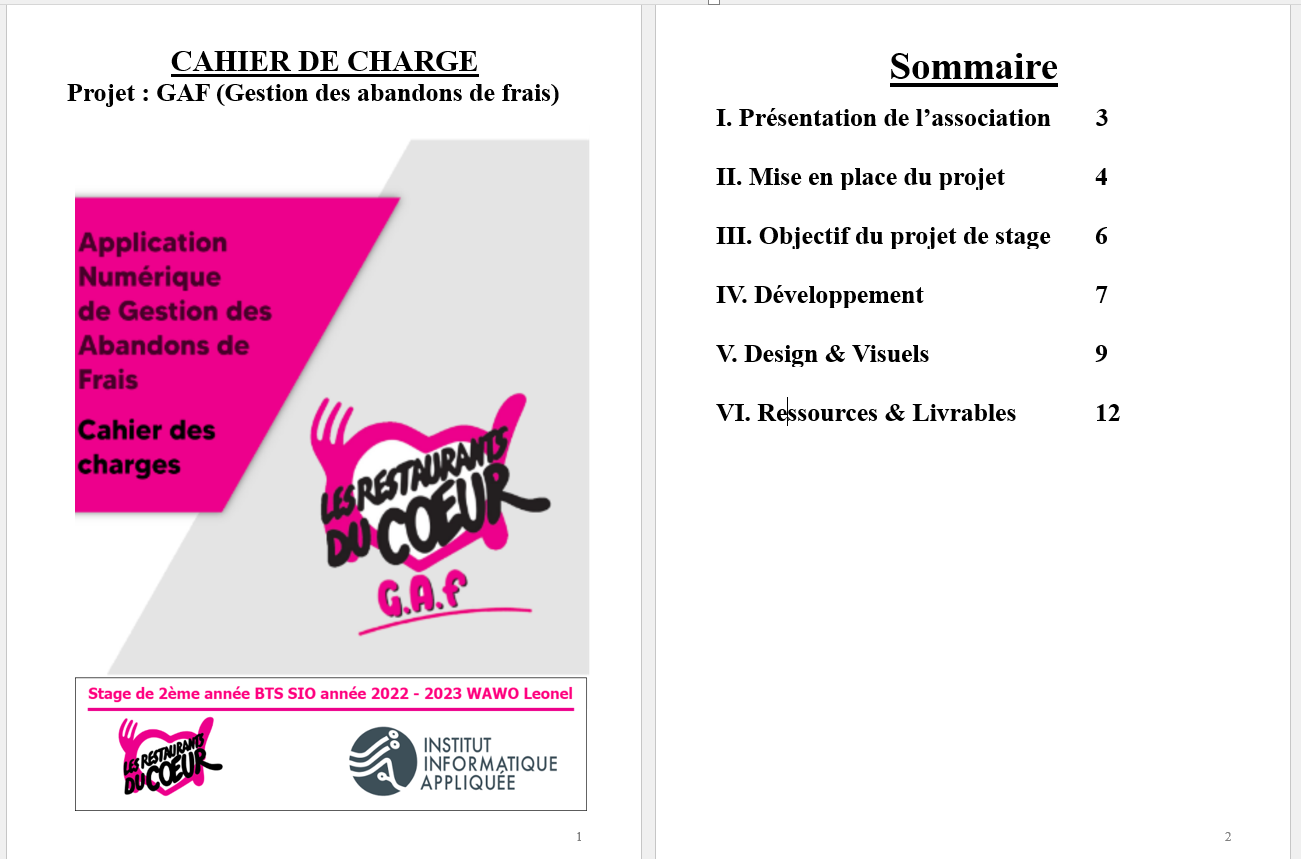 CAHIER DE CHARGE
Projet : GAF (Gestion des abandons de frais)
Application
Numérique
de Gestion des
Abandons de
Frais
Cahier des
charges
LES RESTAURANTS
DU COEUR
G.A.f
Stage de 2ème année BTS SIO année 2022 - 2023 WAWO Leonel
LES RESTAURANTS
DU COEUR
INSTITUT
INFORMATIQUE
APPLIQUÉE
1
Sommaire
I. Présentation de l’association 3
II. Mise en place du projet 4
III. Objectif du projet de stage 6
IV. Développement 7
V. Design & Visuels 9
VI. Ressources & Livrables 12
2